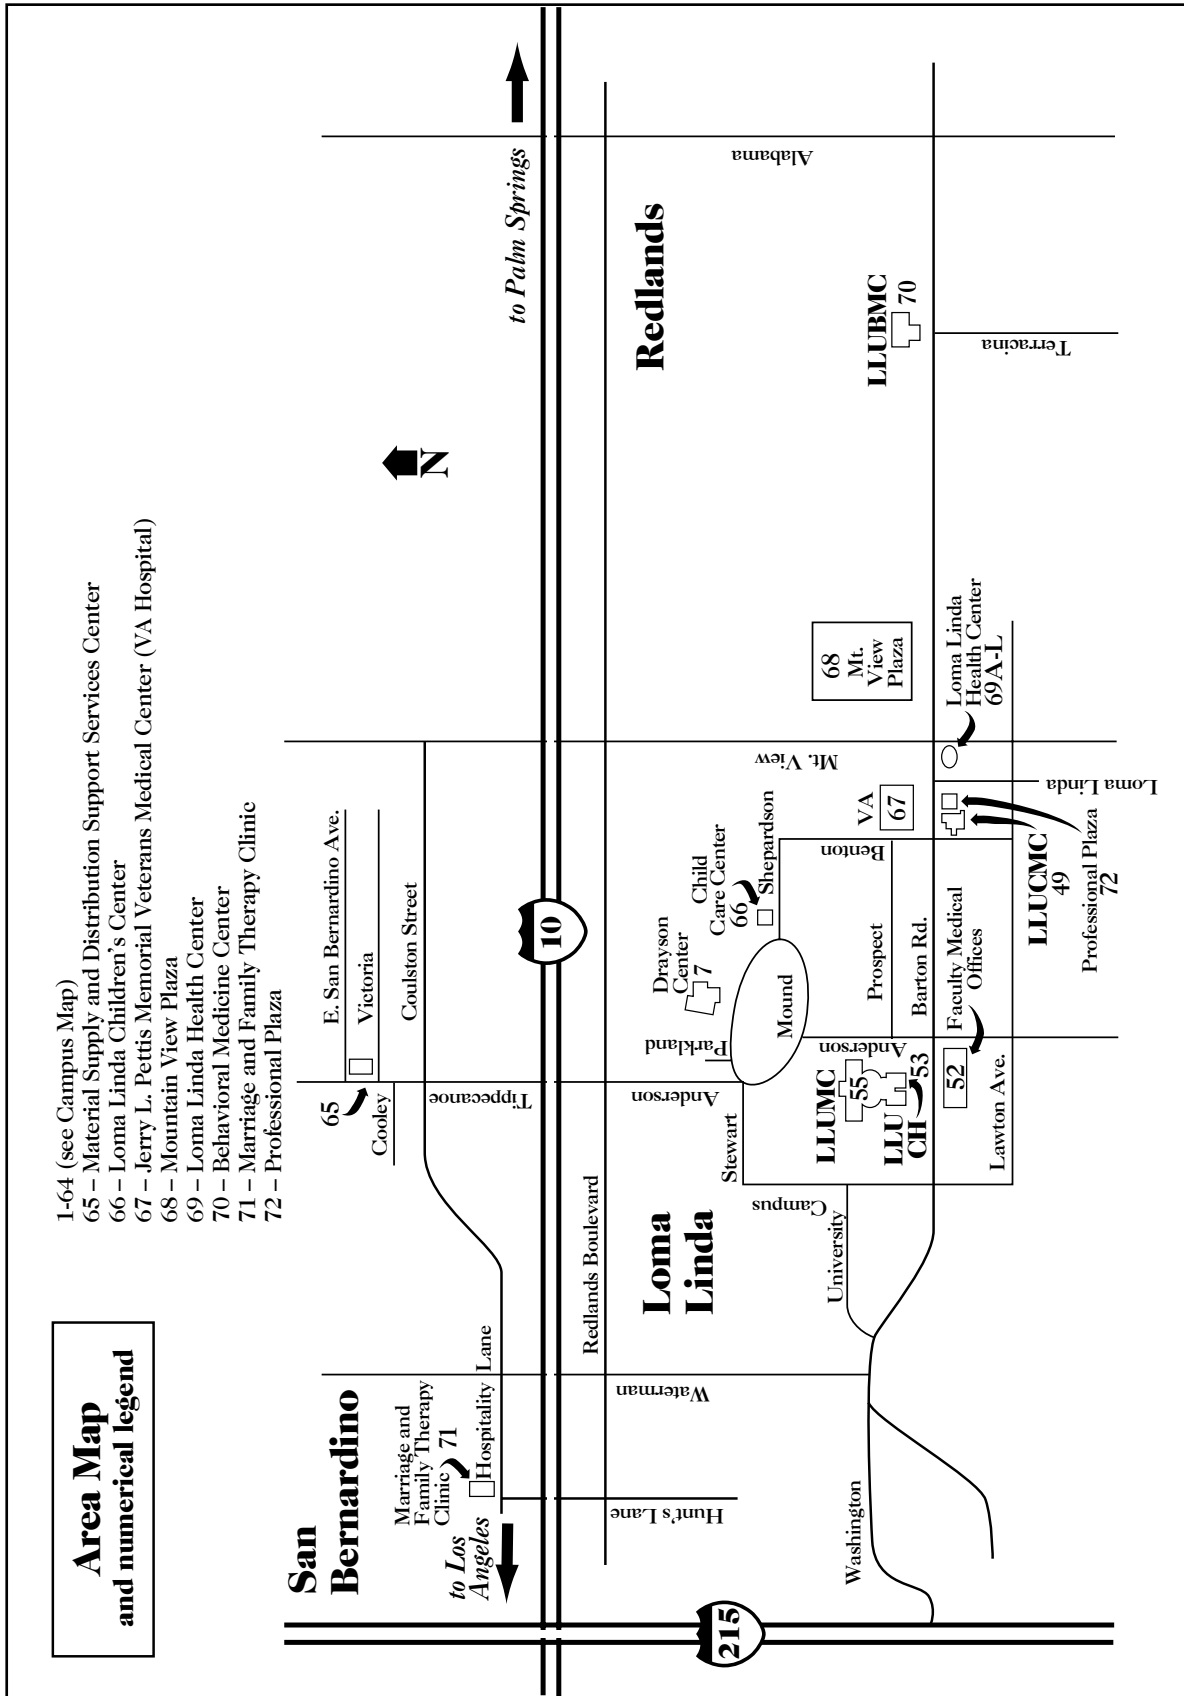 Area Map
and numerical legend
1-64 (see Campus Map)
65 – Material Supply and Distribution Support Services Center
66 – Loma Linda Children's Center
67 – Jerry L. Pettis Memorial Veterans Medical Center (VA Hospital)
68 – Mountain View Plaza
69 – Loma Linda Health Center
70 – Behavioral Medicine Center
71 – Marriage and Family Therapy Clinic
72 – Professional Plaza
San
Bernardino
E. San Bernardino Ave.
Victoria
65
Cooley
Coulston Street
Tippecanoe
N
Marriage and
Family Therapy
Clinic 71
Hospitality Lane
to Los
Angeles
to Palm Springs
10
Hunt's Lane
Waterman
Redlands Boulevard
Loma
Linda
Redlands
Alabama
Anderson
Parkland
Drayson
Center
7
Child
Care Center
66
Shepardson
Mound
Stewart
Campus
University
Mt. View
68
Mt.
View
Plaza
215
Washington
LLUMC
55
LLU
CH
53
Anderson
Prospect
Benton
VA
67
Barton Rd.
LLUBMC
70
Terracina
52
Faculty Medical
Offices
Lawton Ave.
LLUCMC
49
Professional Plaza
72
Loma Linda
Loma Linda
Health Center
69A-L